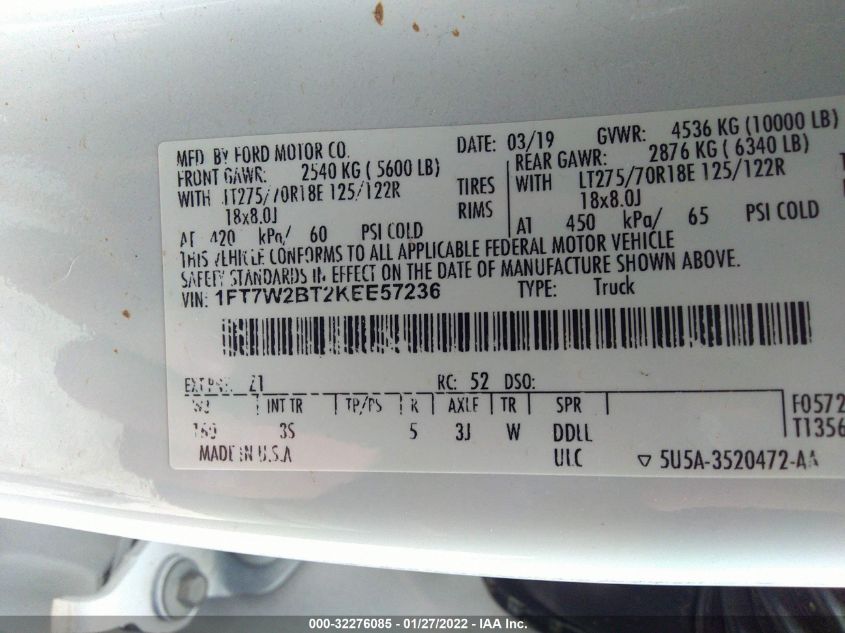 MFD. BY FORD MOTOR CO.
DATE: 03/19 GVWR: 4536 KG (10000 LB)
FRONT GAWR: 2540 KG ( 5600 LB)
REAR GAWR: 2876 KG ( 6340 LB)
WITH LT275/70R18E 125/122R TIRES
WITH LT275/70R18E 125/122R
18x8.0J RIMS 18x8.0J
AT 420 kPa/ 60 PSI COLD AT 450 kPa/ 65 PSI COLD
THIS VEHICLE CONFORMS TO ALL APPLICABLE FEDERAL MOTOR VEHICLE
SAFETY STANDARDS IN EFFECT ON THE DATE OF MANUFACTURE SHOWN ABOVE.
VIN: 1FT7W2BT2KEE57236 TYPE: Truck
EXT PNT: Z1 RC: 52 DSO:
WB INT TR TP/PS R AXLE TR SPR F0572
160 3S 5 3J W DDLL T1356
MADE IN U.S.A ULC ▽ 5U5A-3520472-AA
000-32276085 - 01/27/2022 - IAA Inc.